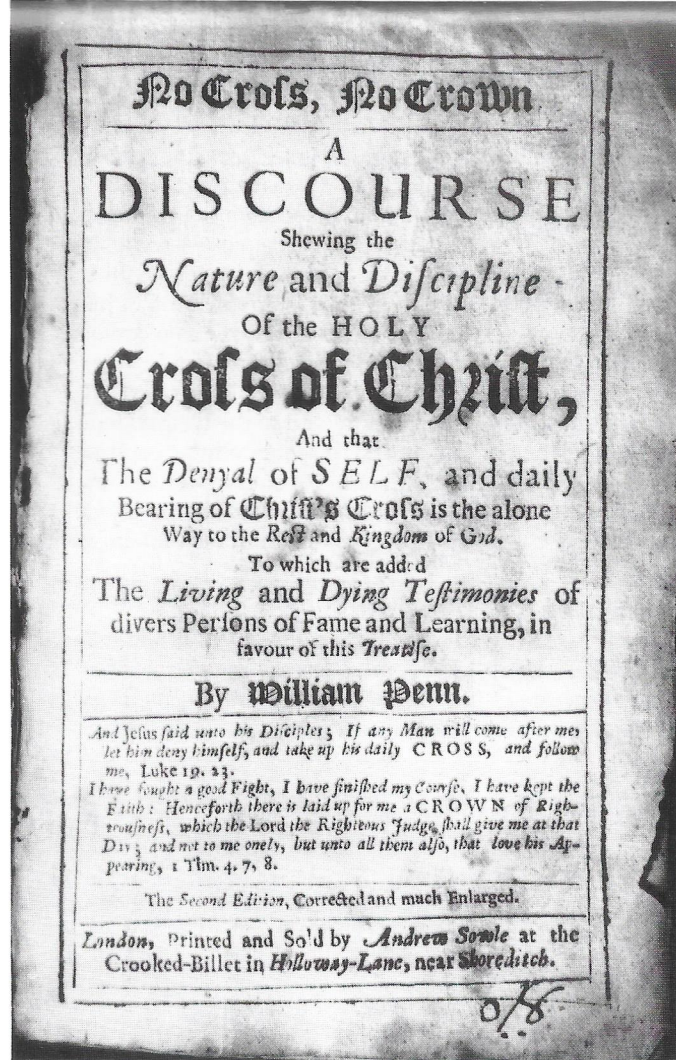 No Croſs, No Crown
A
DISCOURSE
Shewing the
Nature and Diſcipline
Of the HOLY
Croſs of Chriſt,
And that
The Denyal of SELF, and daily
Bearing of Chriſt's Croſs is the alone
Way to the Reſt and Kingdom of God.
To which are added
The Living and Dying Teſtimonies of
divers Perſons of Fame and Learning, in
favour of this Treatiſe.
By William Penn.
And Jeſus ſaid unto his Diſciples; If any Man will come after me,
let him deny himſelf, and take up his daily CROSS, and follow
me, Luke 19. 23.
I have fought a good Fight, I have finiſhed my Courſe, I have kept the
Faith: Henceforth there is laid up for me a CROWN of Righ-
teouſneſs, which the Lord the Righteous Judge ſhall give me at that
Day; and not to me onely, but unto all them alſo, that love his Ap-
pearing, 1 Tim. 4. 7, 8.
The Second Edition, Corrected and much Enlarged.
London, Printed and Sold by Andrew Sowle at the
Crooked-Billet in Holloway-Lane, near Shoreditch.